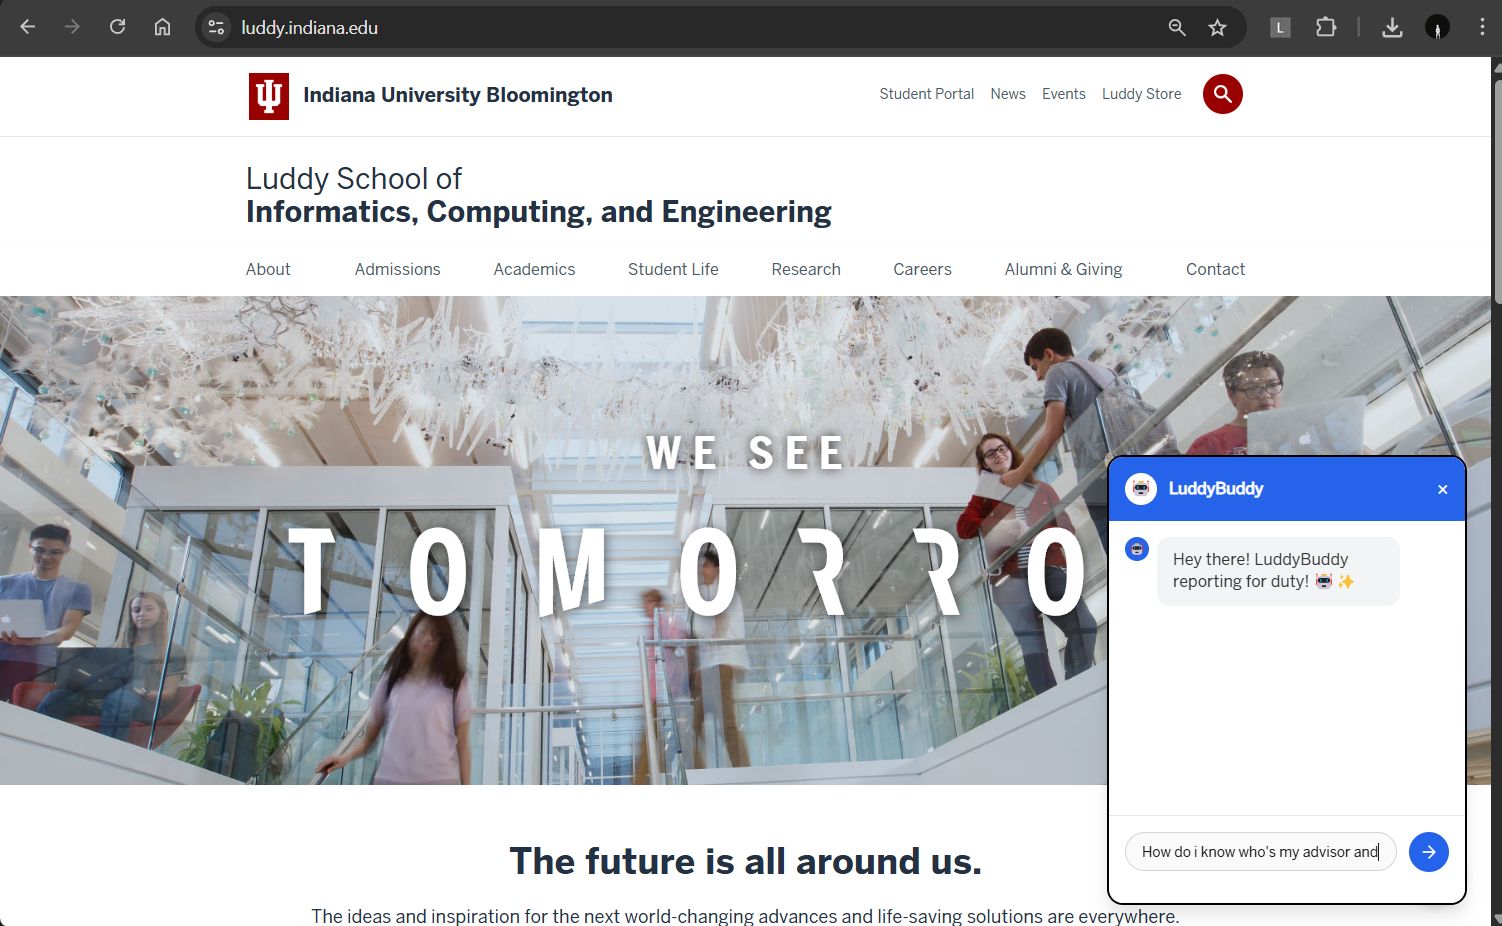 luddy.indiana.edu
L
Indiana University Bloomington
Student Portal
News
Events
Luddy Store
Luddy School of
Informatics, Computing, and Engineering
About
Admissions
Academics
Student Life
Research
Careers
Alumni & Giving
Contact
WE SEE
TOMORRO
LuddyBuddy
Hey there! LuddyBuddy
reporting for duty! 🤖 ✨
How do i know who's my advisor and
The future is all around us.
The ideas and inspiration for the next world-changing advances and life-saving solutions are everywhere.